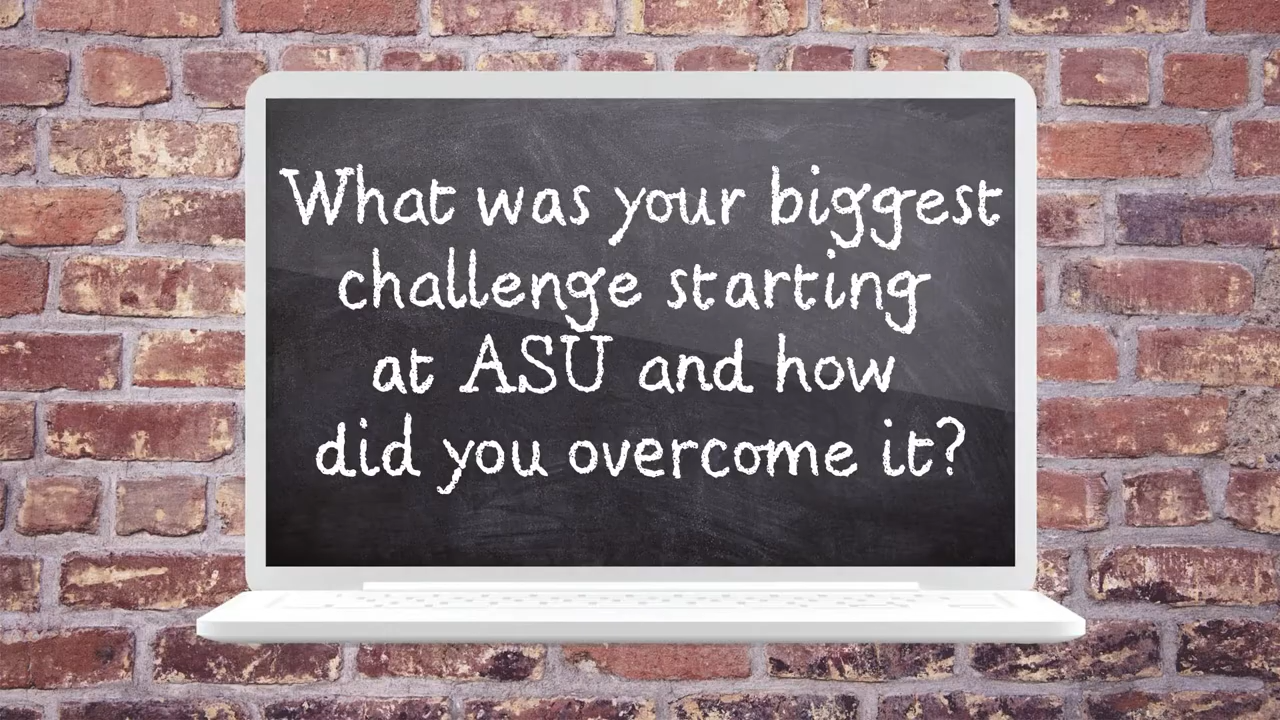 What was your biggest
challenge starting
at ASU and how
did you overcome it?